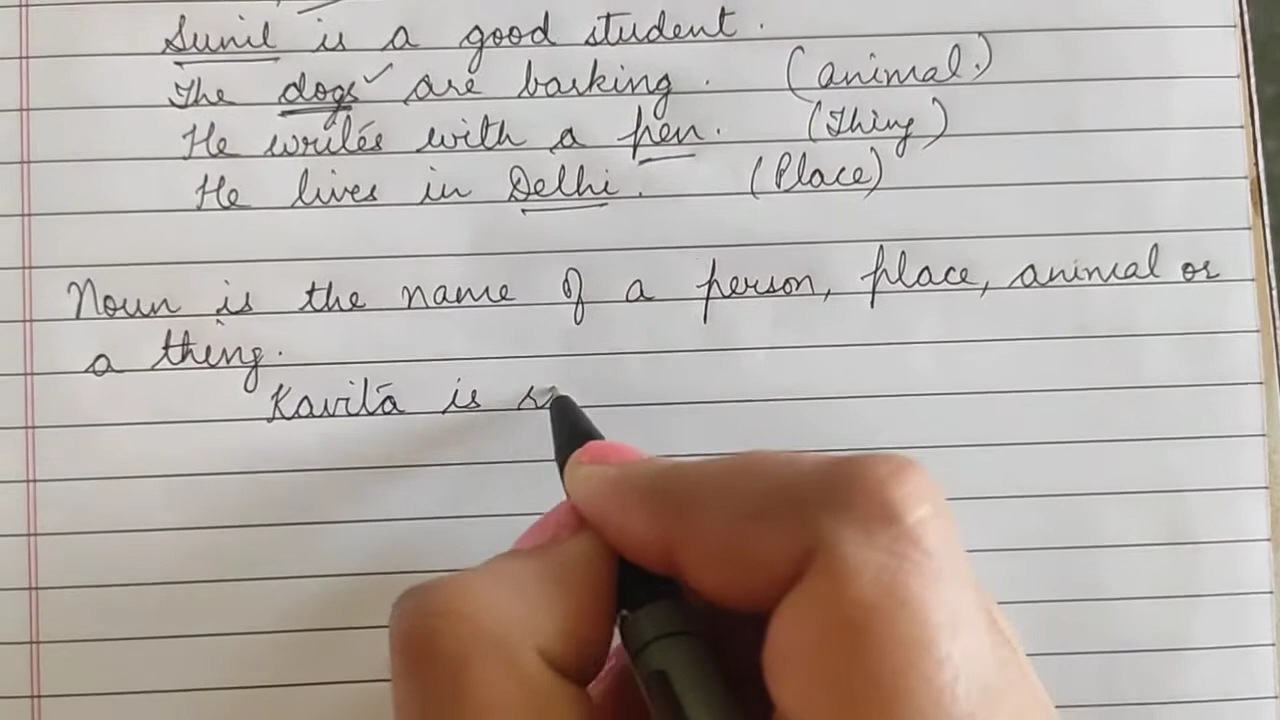 Sunil is a good student.
The dogs ✓ are barking. (animal.)
He writes with a pen. (Thing)
He lives in Delhi. (Place)
Noun is the name of a person, place, animal or
a thing.
Kavita is